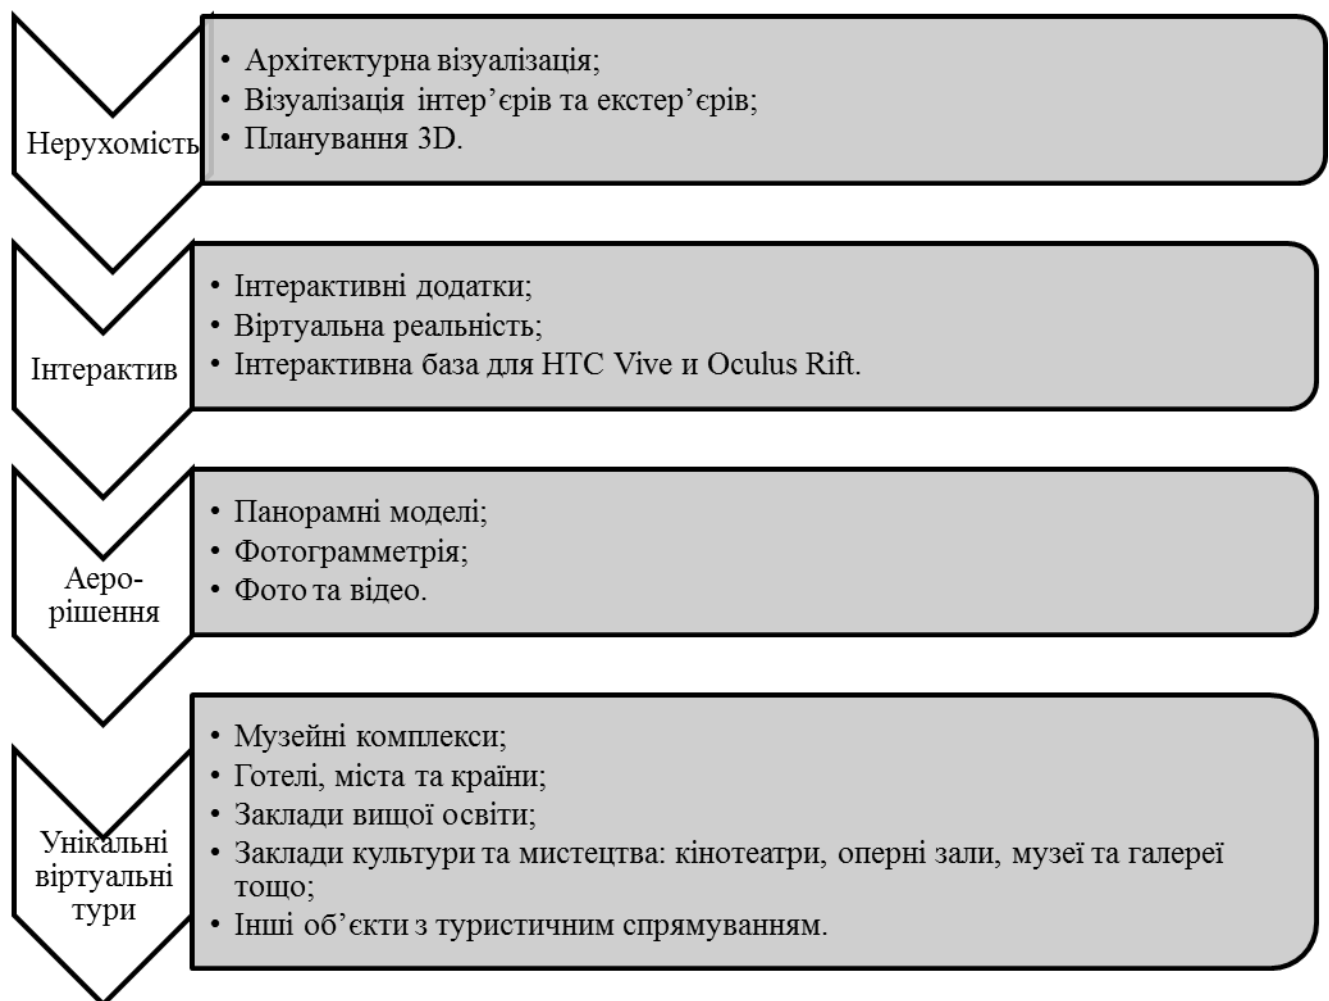 Нерухомість
• Архітектурна візуалізація;
• Візуалізація інтер’єрів та екстер’єрів;
• Планування 3D.
Інтерактив
• Інтерактивні додатки;
• Віртуальна реальність;
• Інтерактивна база для HTC Vive и Oculus Rift.
Аеро-
рішення
• Панорамні моделі;
• Фотограмметрія;
• Фото та відео.
Унікальні
віртуальні
тури
• Музейні комплекси;
• Готелі, міста та країни;
• Заклади вищої освіти;
• Заклади культури та мистецтва: кінотеатри, оперні зали, музеї та галереї
тощо;
• Інші об’єкти з туристичним спрямуванням.